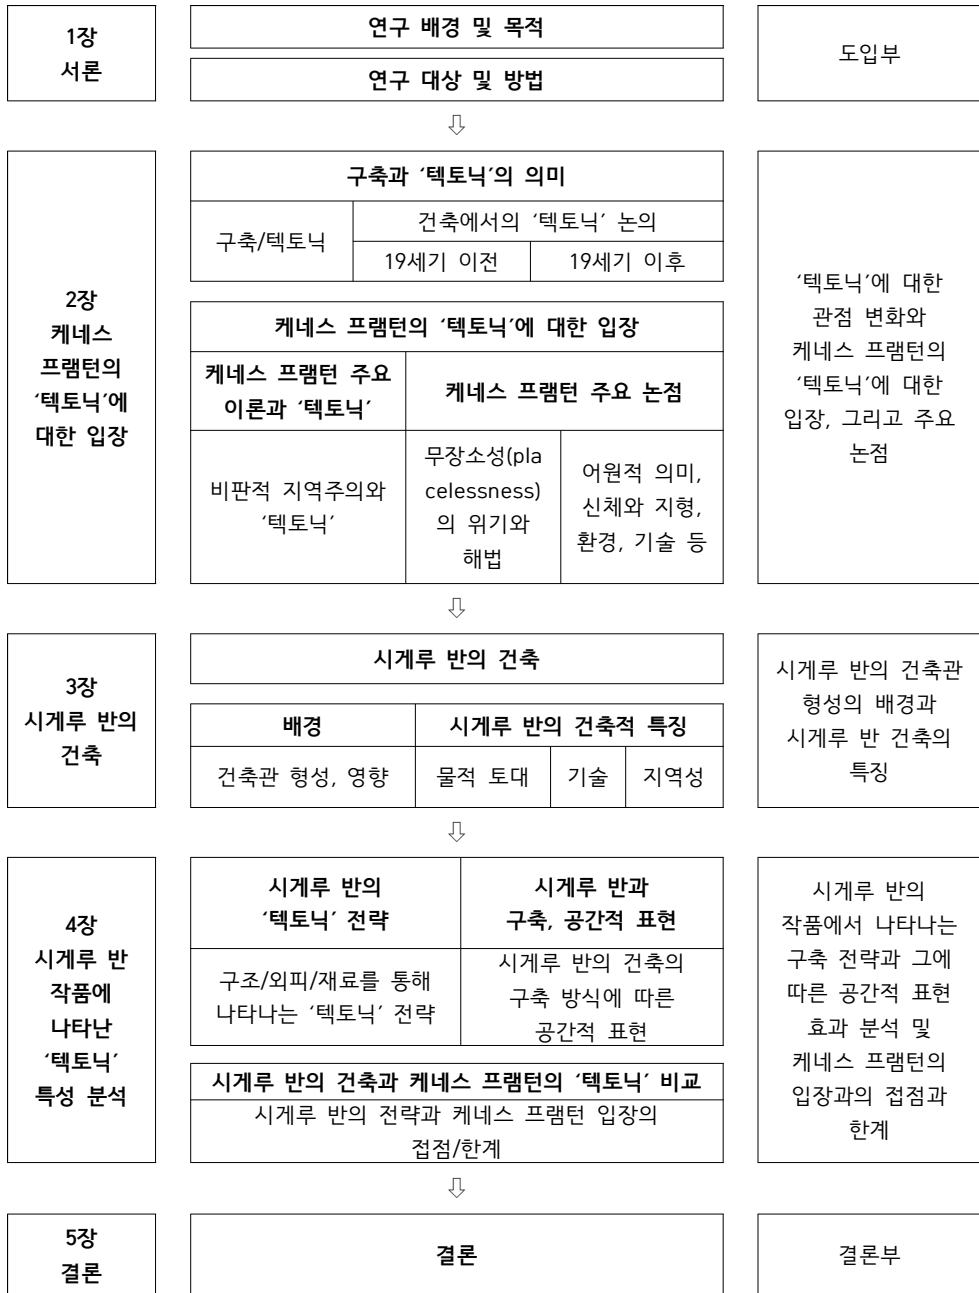 1장
서론
연구 배경 및 목적
연구 대상 및 방법
도입부
⇩
2장
케네스
프램턴의
‘텍토닉’에
대한 입장
구축과 ‘텍토닉’의 의미
구축/텍토닉
건축에서의 ‘텍토닉’ 논의
19세기 이전
19세기 이후
케네스 프램턴의 ‘텍토닉’에 대한 입장
케네스 프램턴 주요
이론과 ‘텍토닉’
케네스 프램턴 주요 논점
비판적 지역주의와
‘텍토닉’
무장소성(pla
celessness)
의 위기와
해법
어원적 의미,
신체와 지형,
환경, 기술 등
‘텍토닉’에 대한
관점 변화와
케네스 프램턴의
‘텍토닉’에 대한
입장, 그리고 주요
논점
⇩
3장
시게루 반의
건축
시게루 반의 건축
배경
시게루 반의 건축적 특징
건축관 형성, 영향
물적 토대
기술
지역성
시게루 반의 건축관
형성의 배경과
시게루 반 건축의
특징
⇩
4장
시게루 반
작품에
나타난
‘텍토닉’
특성 분석
시게루 반의
‘텍토닉’ 전략
시게루 반과
구축, 공간적 표현
구조/외피/재료를 통해
나타나는 ‘텍토닉’ 전략
시게루 반의 건축의
구축 방식에 따른
공간적 표현
시게루 반의 건축과 케네스 프램턴의 ‘텍토닉’ 비교
시게루 반의 전략과 케네스 프램턴 입장의
접점/한계
시게루 반의
작품에서 나타나는
구축 전략과 그에
따른 공간적 표현
효과 분석 및
케네스 프램턴의
입장과의 접점과
한계
⇩
5장
결론
결론
결론부